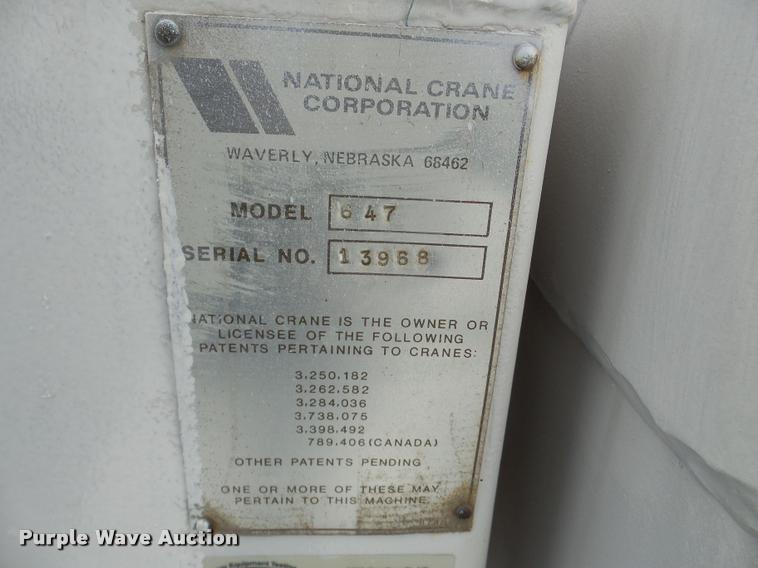 NATIONAL CRANE
CORPORATION
WAVERLY, NEBRASKA 68462
MODEL 647
SERIAL NO. 13968
NATIONAL CRANE IS THE OWNER OR
LICENSEE OF THE FOLLOWING
PATENTS PERTAINING TO CRANES:
3,250,182
3,262,582
3,284,036
3,738,075
3,398,492
789,406 (CANADA)
OTHER PATENTS PENDING
ONE OR MORE OF THESE MAY
PERTAIN TO THIS MACHINE.
Purple Wave Auction®
Equipment Testing